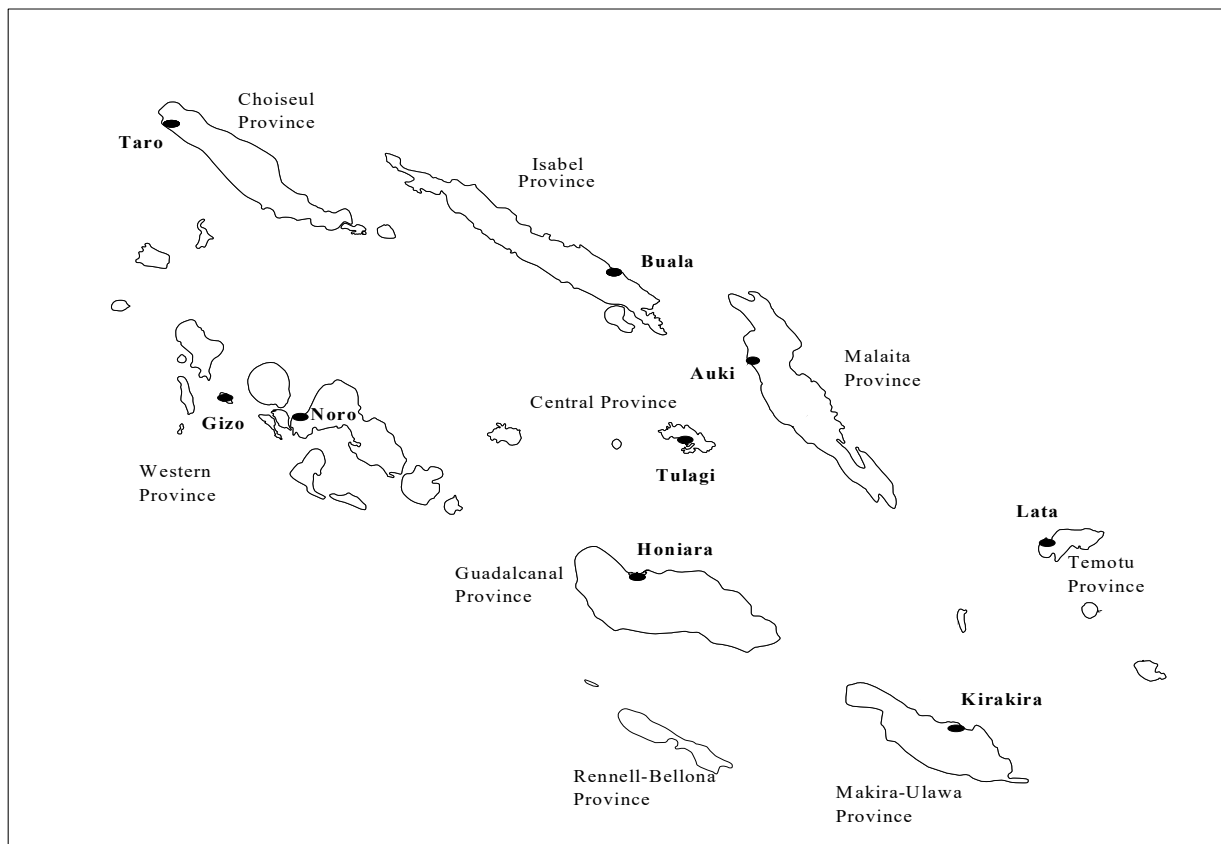 Choiseul
Province
Taro
Isabel
Province
Buala
Auki
Malaita
Province
Central Province
Gizo
Noro
Tulagi
Western
Province
Lata
Honiara
Guadalcanal
Province
Temotu
Province
Kirakira
Rennell-Bellona
Province
Makira-Ulawa
Province